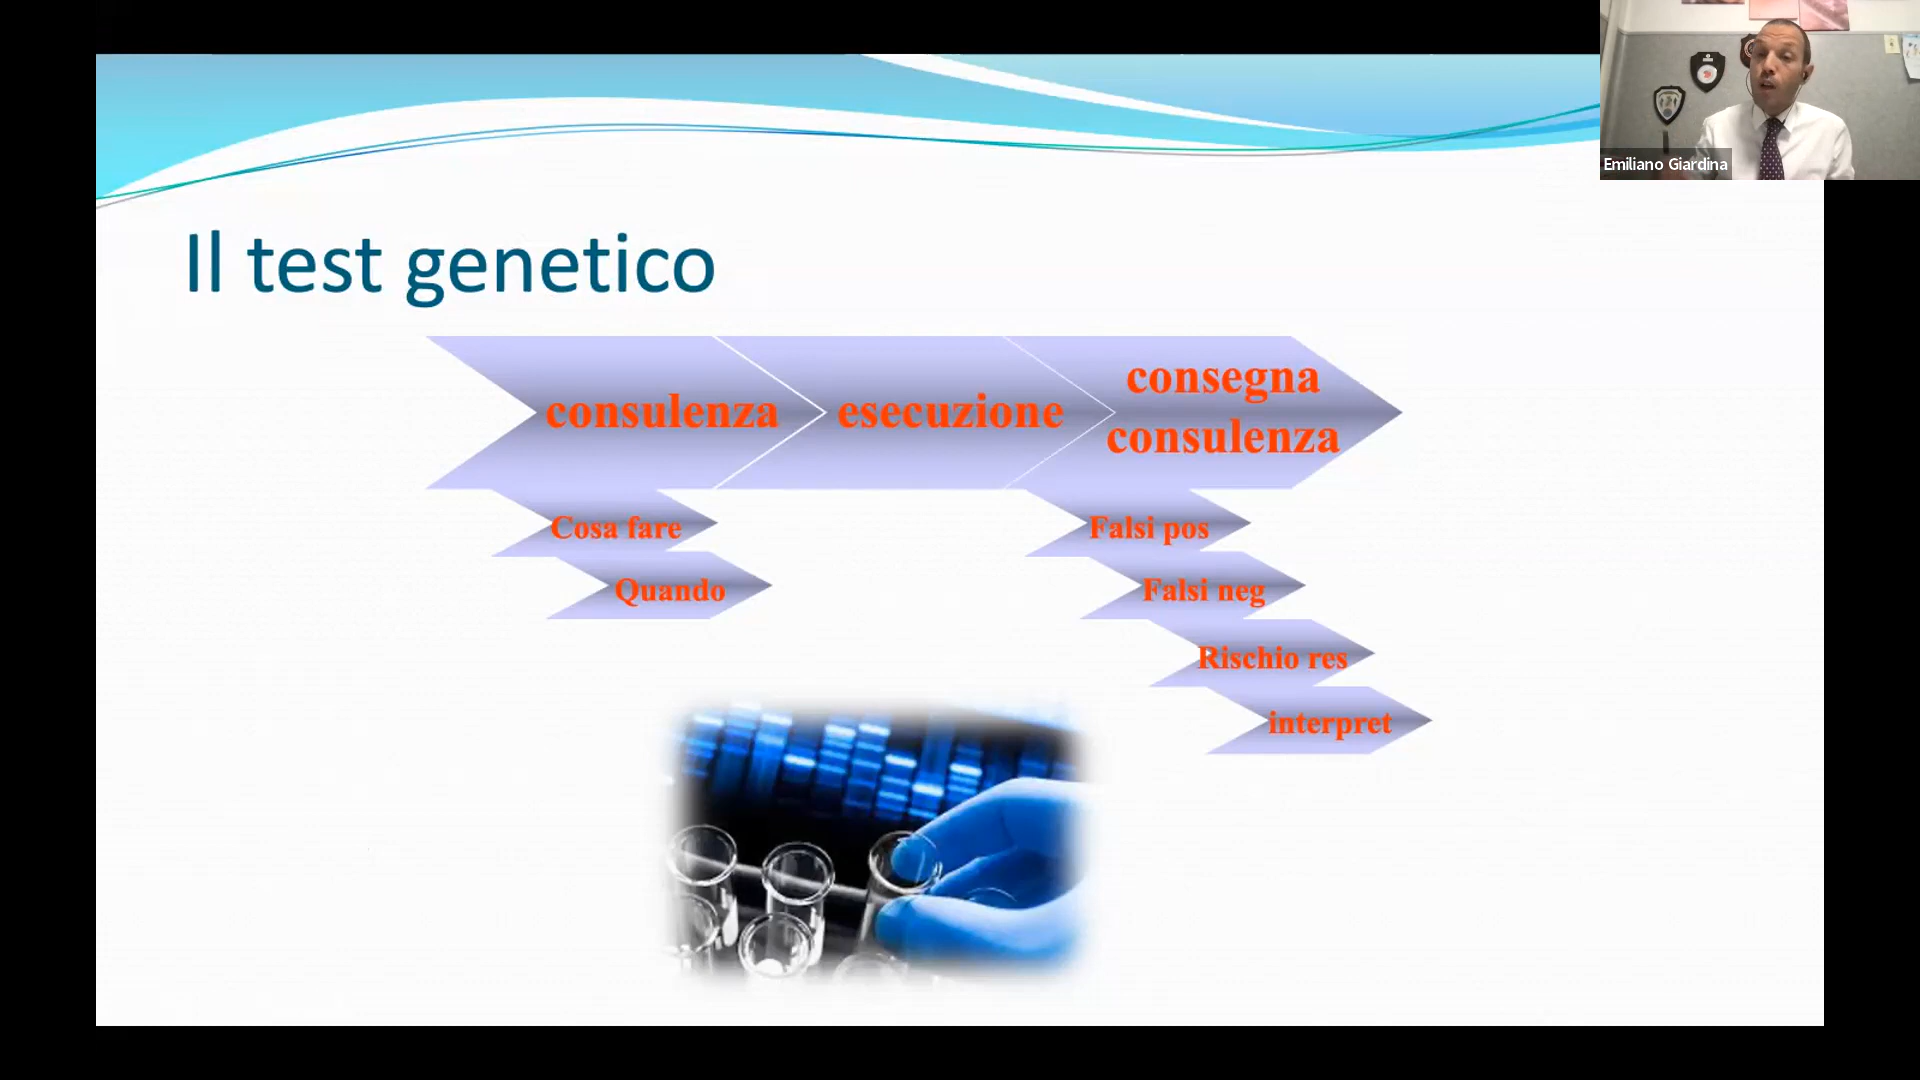 Emiliano Giardina
Il test genetico
consulenza
esecuzione
consegna
consulenza
Cosa fare
Quando
Falsi pos
Falsi neg
Rischio res
interpret